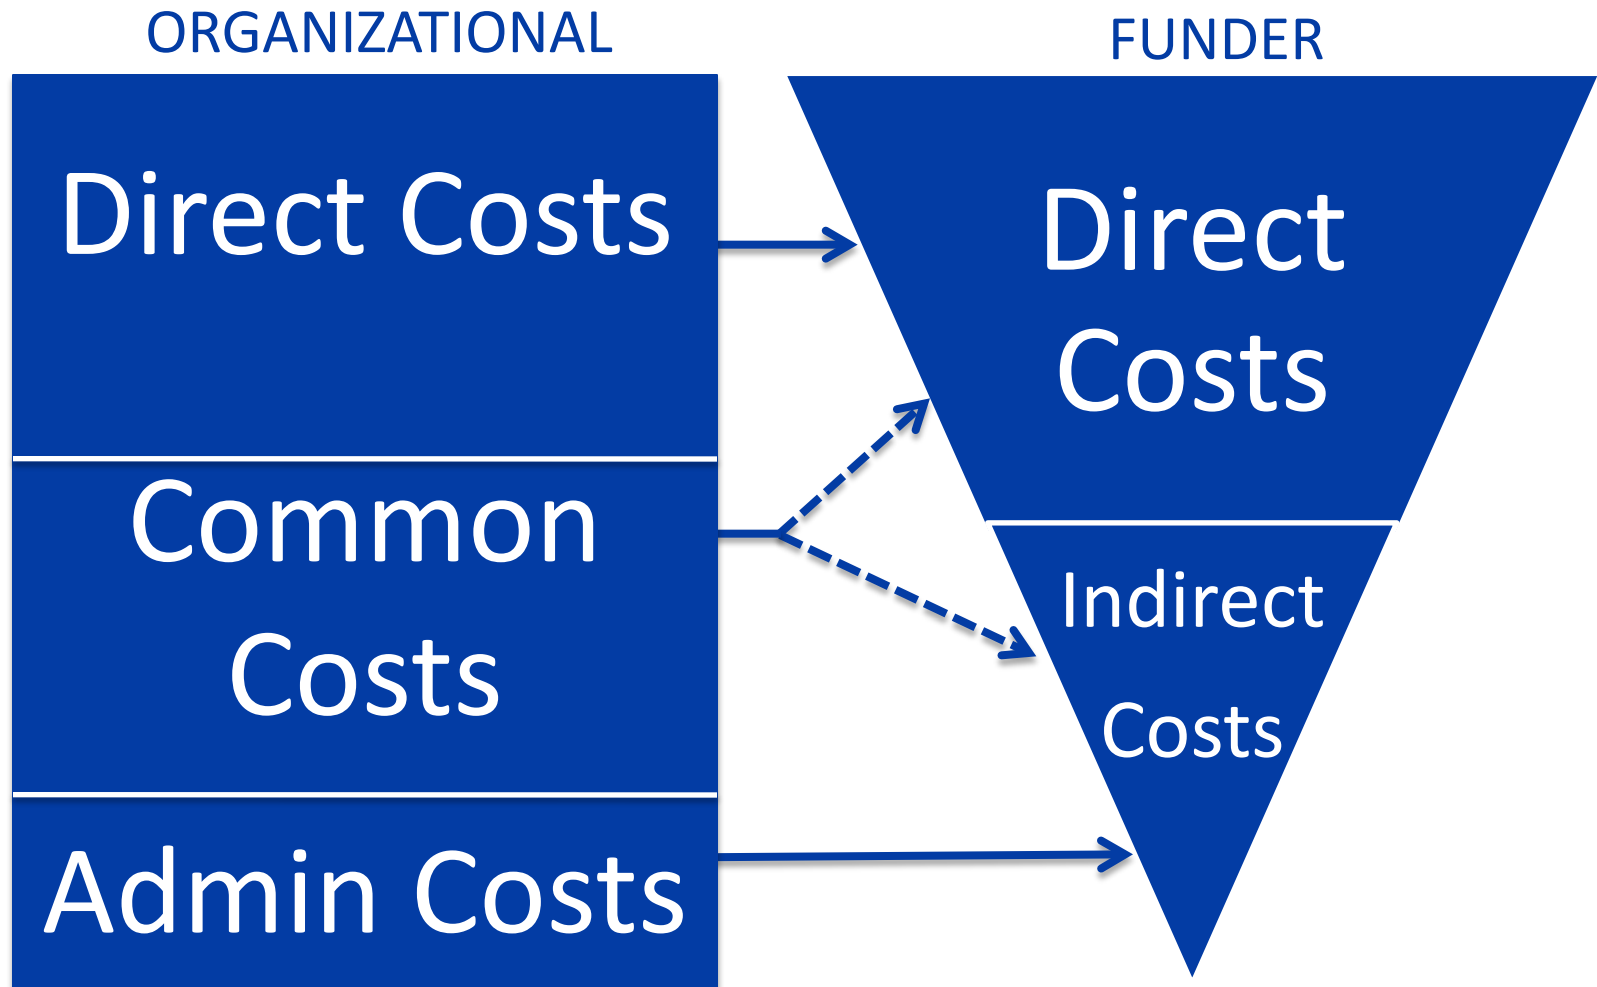 ORGANIZATIONAL
Direct Costs
Common
Costs
Admin Costs
FUNDER
Direct
Costs
Indirect
Costs